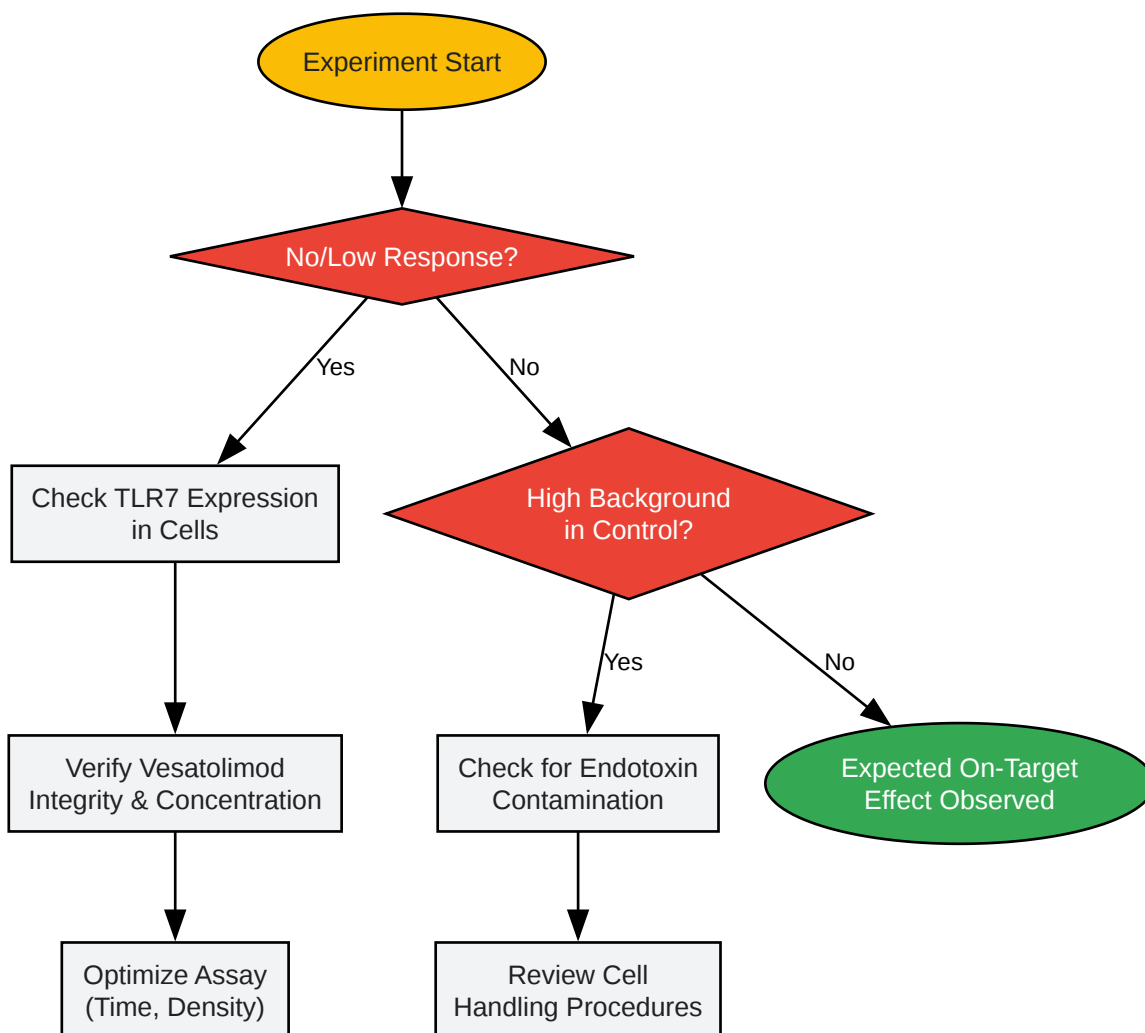 Experiment Start
No/Low Response?
Yes
No
Check TLR7 Expression
in Cells
High Background
in Control?
Yes
No
Verify Vesatolimod
Integrity & Concentration
Check for Endotoxin
Contamination
Expected On-Target
Effect Observed
Optimize Assay
(Time, Density)
Review Cell
Handling Procedures